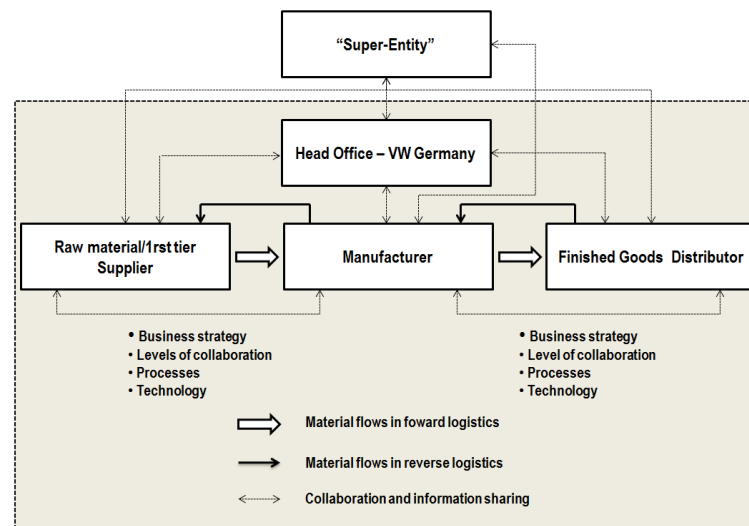 “Super-Entity”
Head Office – VW Germany
Raw material/1rst tier
Supplier
Manufacturer
Finished Goods Distributor
• Business strategy
• Levels of collaboration
• Processes
• Technology
• Business strategy
• Level of collaboration
• Processes
• Technology
Material flows in foward logistics
Material flows in reverse logistics
Collaboration and information sharing